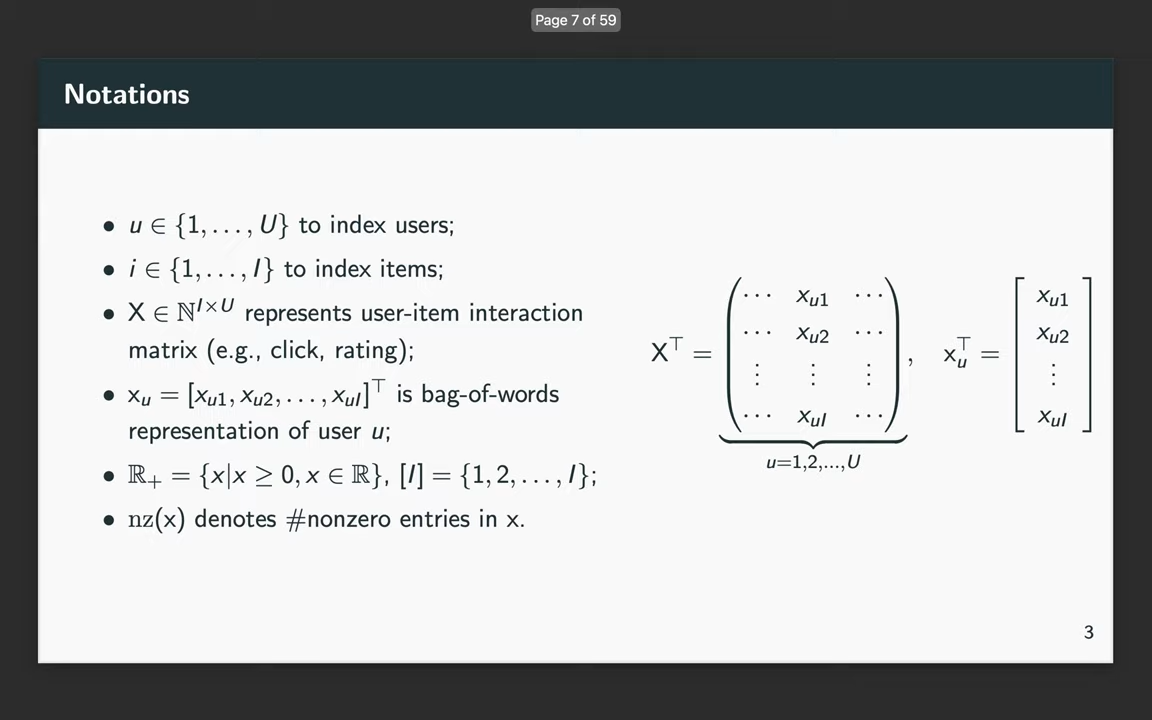 Page 7 of 59
Notations
• u ∈ {1, . . . , U} to index users;
• i ∈ {1, . . . , I} to index items;
• X ∈ ℕ^{I×U} represents user-item interaction
matrix (e.g., click, rating);
• x_u = [x_{u1}, x_{u2}, . . . , x_{uI}]^⊤ is bag-of-words
representation of user u;
• ℝ_+ = {x|x ≥ 0, x ∈ ℝ}, [I] = {1, 2, . . . , I};
• nz(x) denotes #nonzero entries in x.
⋯ x_{u1} ⋯ x_{u1}
⋯ x_{u2} ⋯ x_{u2}
X^⊤ = ⋮ ⋮ ⋮ , x_u^⊤ = ⋮
⋯ x_{uI} ⋯ x_{uI}
u=1,2,...,U
3